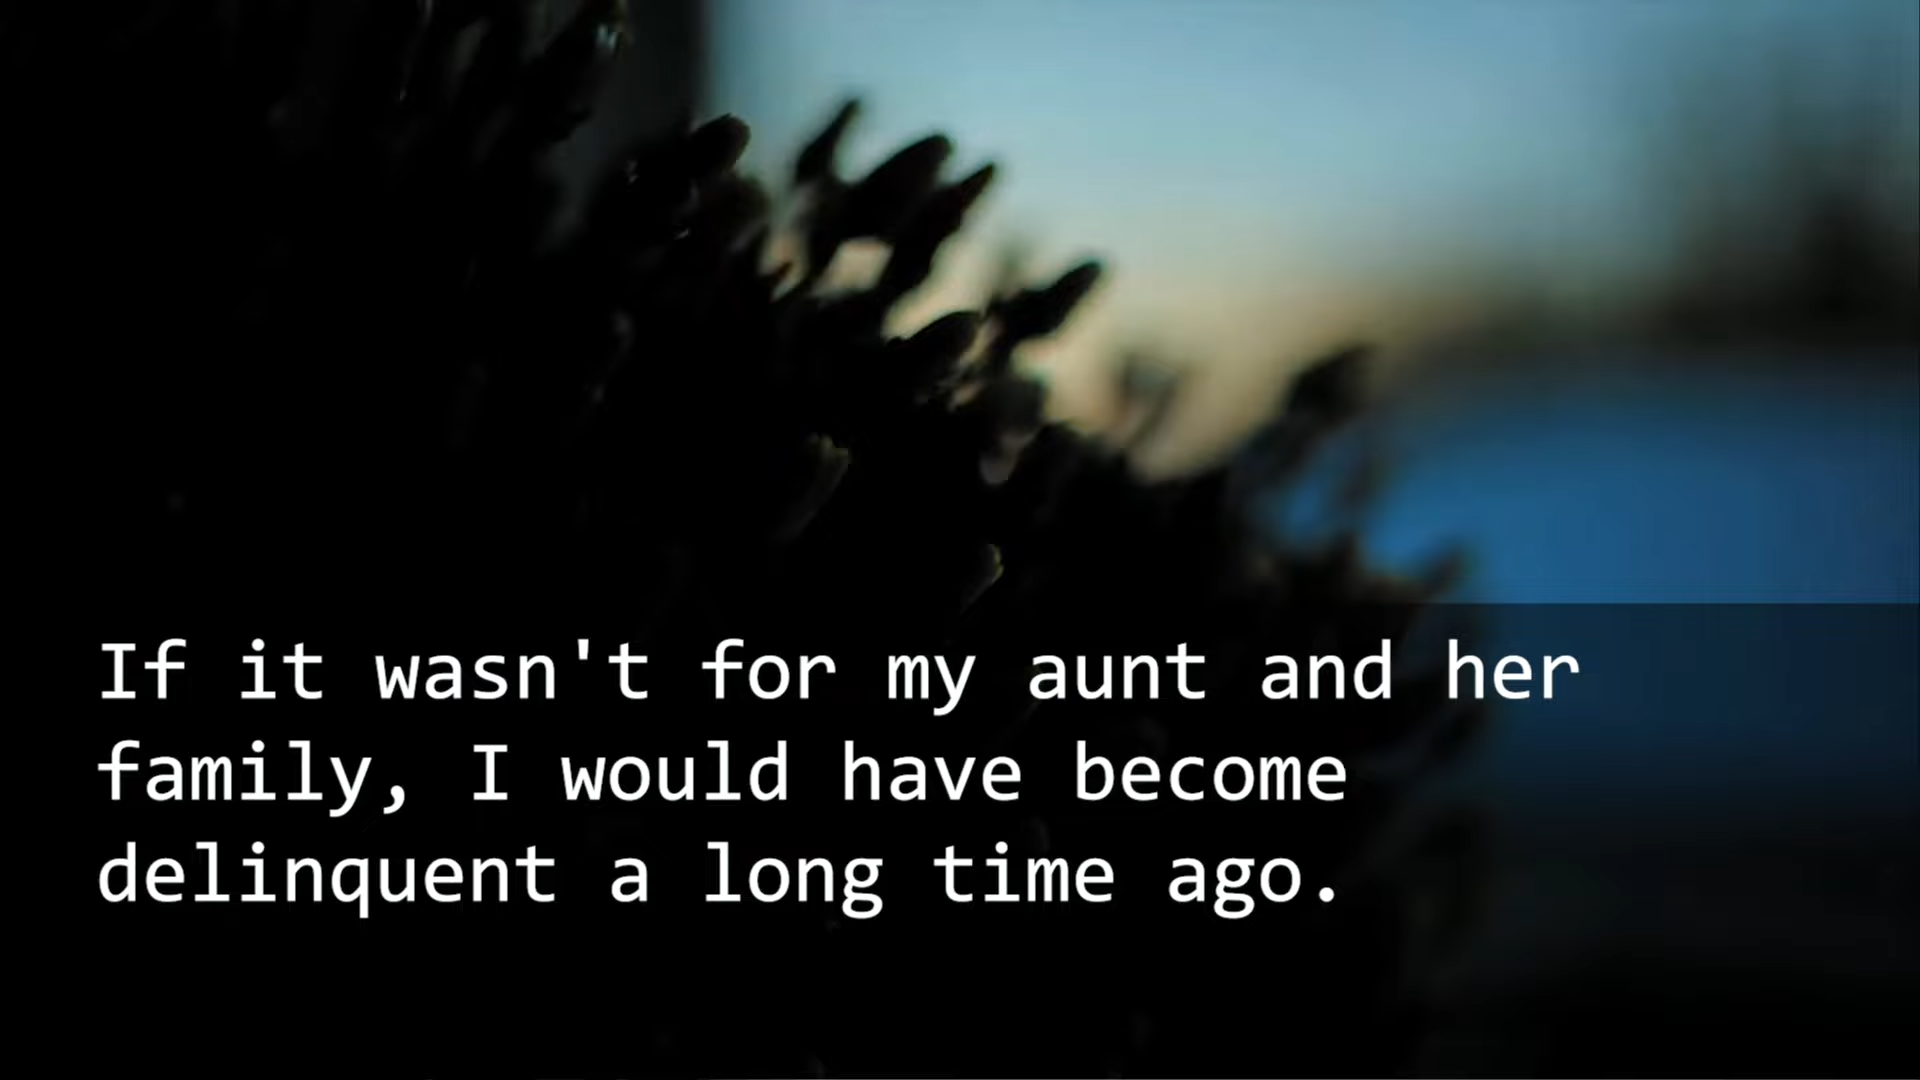 If it wasn't for my aunt and her
family, I would have become
delinquent a long time ago.